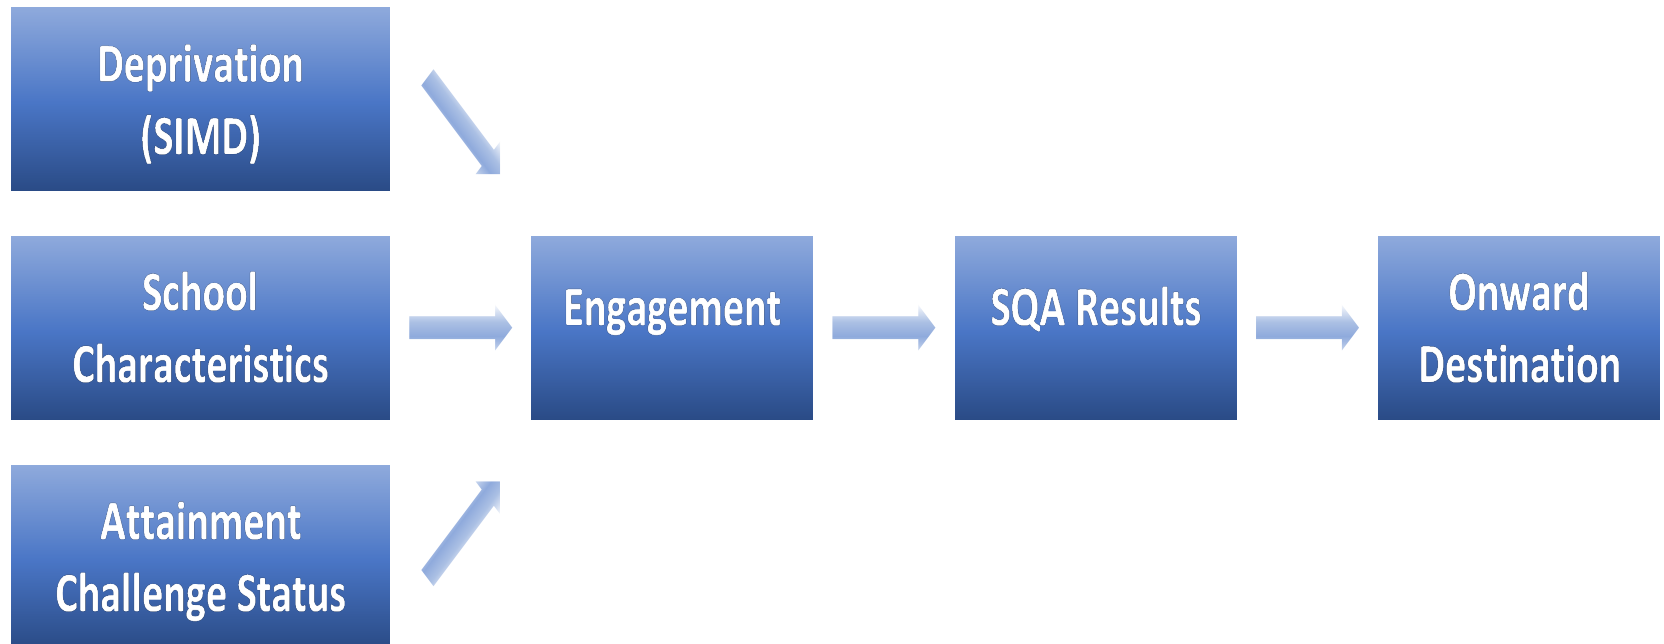 Deprivation
(SIMD)
School
Characteristics
Attainment
Challenge Status
Engagement
SQA Results
Onward
Destination